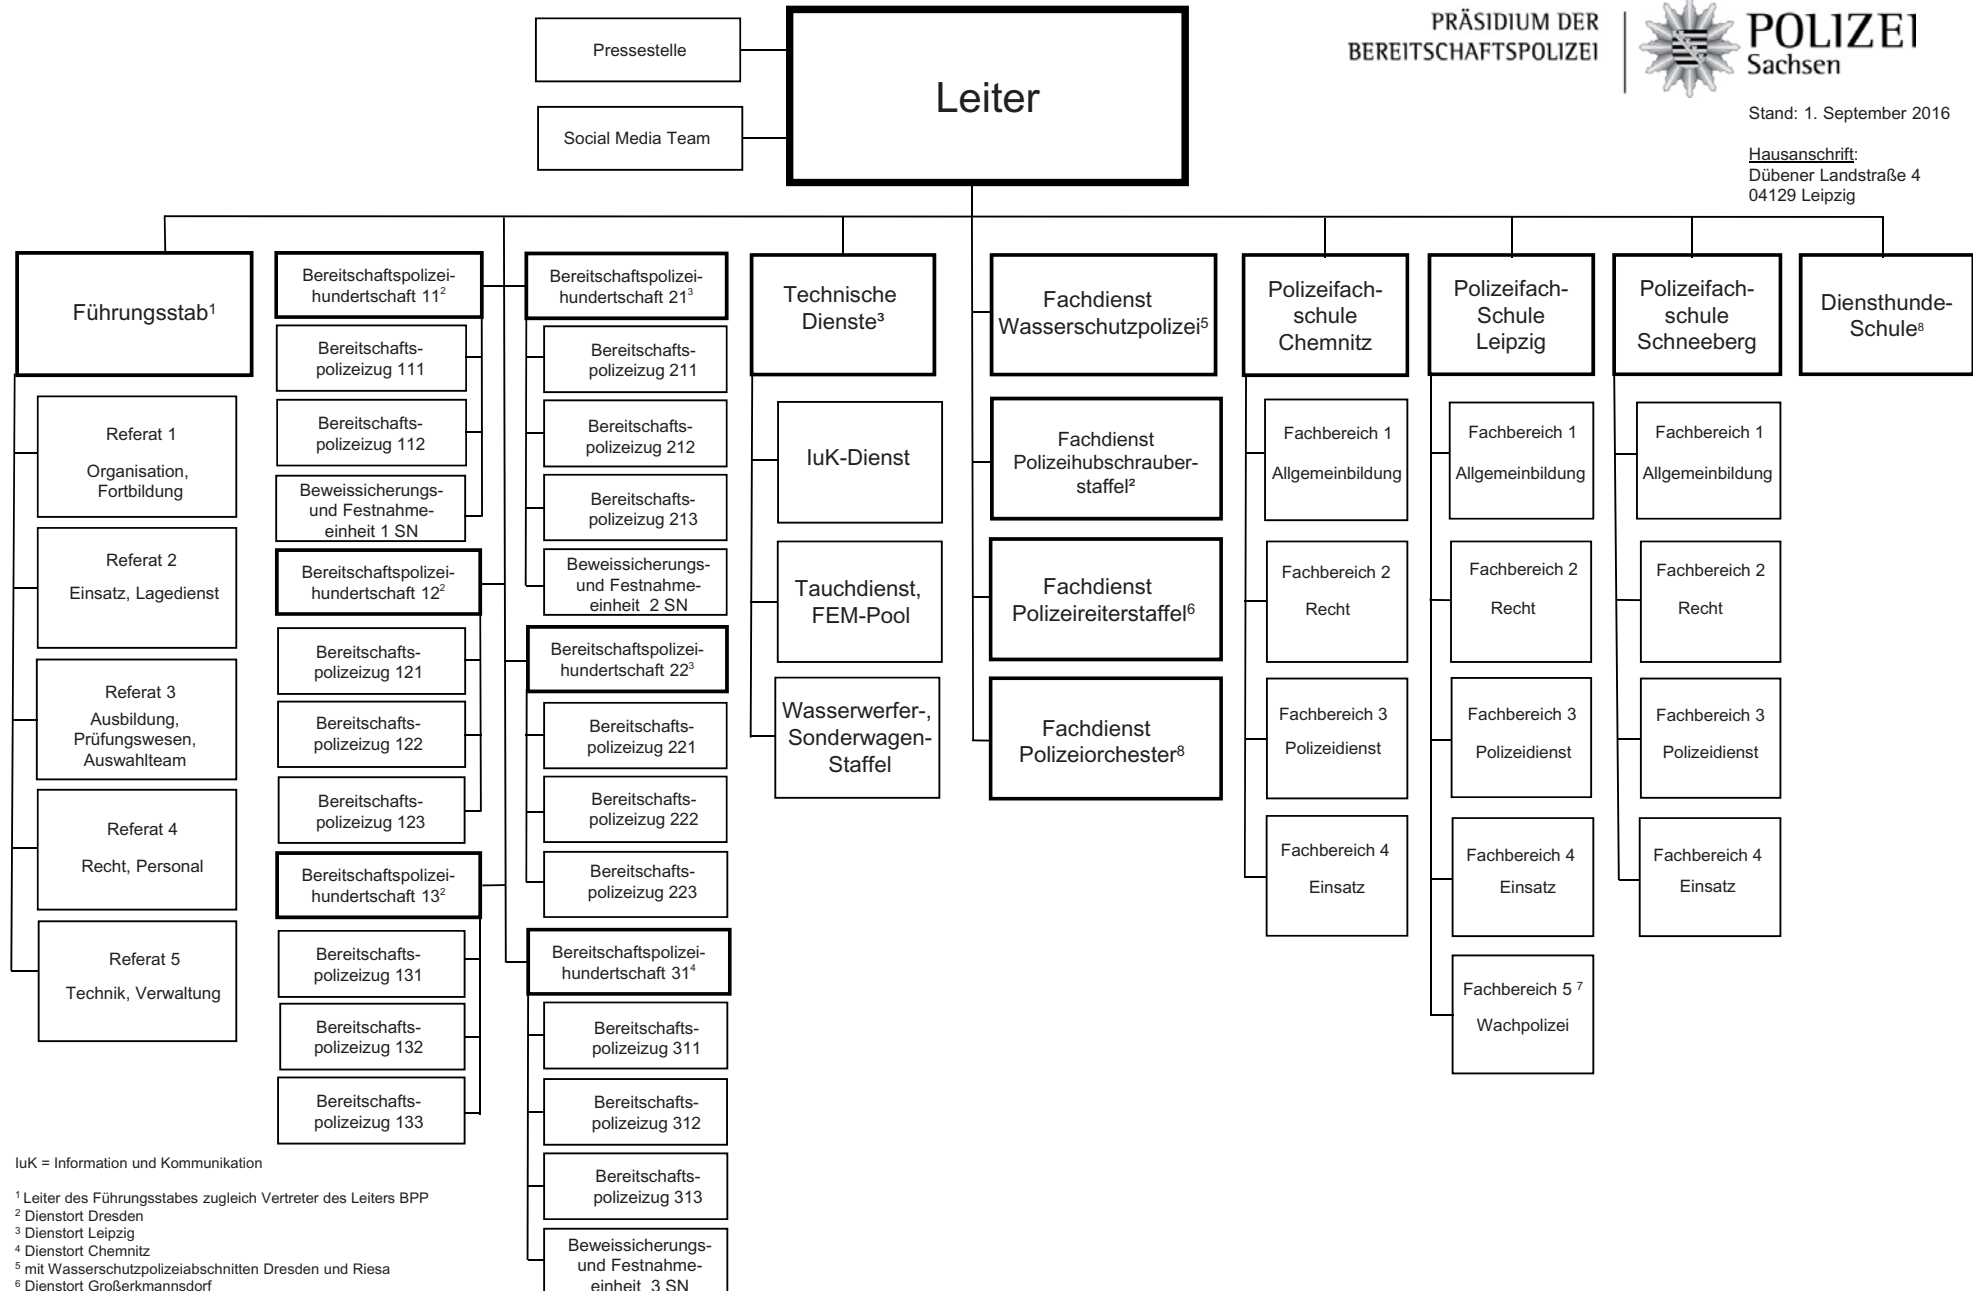 PRÄSIDIUM DER
BEREITSCHAFTSPOLIZEI
POLIZEI
Sachsen
Stand: 1. September 2016
Hausanschrift:
Dübener Landstraße 4
04129 Leipzig
Pressestelle
Social Media Team
Leiter
Führungsstab¹
Referat 1
Organisation,
Fortbildung
Referat 2
Einsatz, Lagedienst
Referat 3
Ausbildung,
Prüfungswesen,
Auswahlteam
Referat 4
Recht, Personal
Referat 5
Technik, Verwaltung
Bereitschaftspolizei-
hundertschaft 11²
Bereitschafts-
polizeizug 111
Bereitschafts-
polizeizug 112
Beweissicherungs-
und Festnahme-
einheit 1 SN
Bereitschaftspolizei-
hundertschaft 12²
Bereitschafts-
polizeizug 121
Bereitschafts-
polizeizug 122
Bereitschafts-
polizeizug 123
Bereitschaftspolizei-
hundertschaft 13²
Bereitschafts-
polizeizug 131
Bereitschafts-
polizeizug 132
Bereitschafts-
polizeizug 133
Bereitschaftspolizei-
hundertschaft 21³
Bereitschafts-
polizeizug 211
Bereitschafts-
polizeizug 212
Bereitschafts-
polizeizug 213
Beweissicherungs-
und Festnahme-
einheit 2 SN
Bereitschaftspolizei-
hundertschaft 22³
Bereitschafts-
polizeizug 221
Bereitschafts-
polizeizug 222
Bereitschafts-
polizeizug 223
Bereitschaftspolizei-
hundertschaft 31⁴
Bereitschafts-
polizeizug 311
Bereitschafts-
polizeizug 312
Bereitschafts-
polizeizug 313
Beweissicherungs-
und Festnahme-
einheit 3 SN
Technische
Dienste³
IuK-Dienst
Tauchdienst,
FEM-Pool
Wasserwerfer-,
Sonderwagen-
Staffel
Fachdienst
Wasserschutzpolizei⁵
Fachdienst
Polizeihubschrauber-
staffel²
Fachdienst
Polizeireiterstaffel⁶
Fachdienst
Polizeiorchester⁸
Polizeifach-
schule
Chemnitz
Fachbereich 1
Allgemeinbildung
Fachbereich 2
Recht
Fachbereich 3
Polizeidienst
Fachbereich 4
Einsatz
Polizeifach-
Schule
Leipzig
Fachbereich 1
Allgemeinbildung
Fachbereich 2
Recht
Fachbereich 3
Polizeidienst
Fachbereich 4
Einsatz
Fachbereich 5 ⁷
Wachpolizei
Polizeifach-
schule
Schneeberg
Fachbereich 1
Allgemeinbildung
Fachbereich 2
Recht
Fachbereich 3
Polizeidienst
Fachbereich 4
Einsatz
Diensthunde-
Schule⁸
IuK = Information und Kommunikation
¹ Leiter des Führungsstabes zugleich Vertreter des Leiters BPP
² Dienstort Dresden
³ Dienstort Leipzig
⁴ Dienstort Chemnitz
⁵ mit Wasserschutzpolizeiabschnitten Dresden und Riesa
⁶ Dienstort Großerkmannsdorf